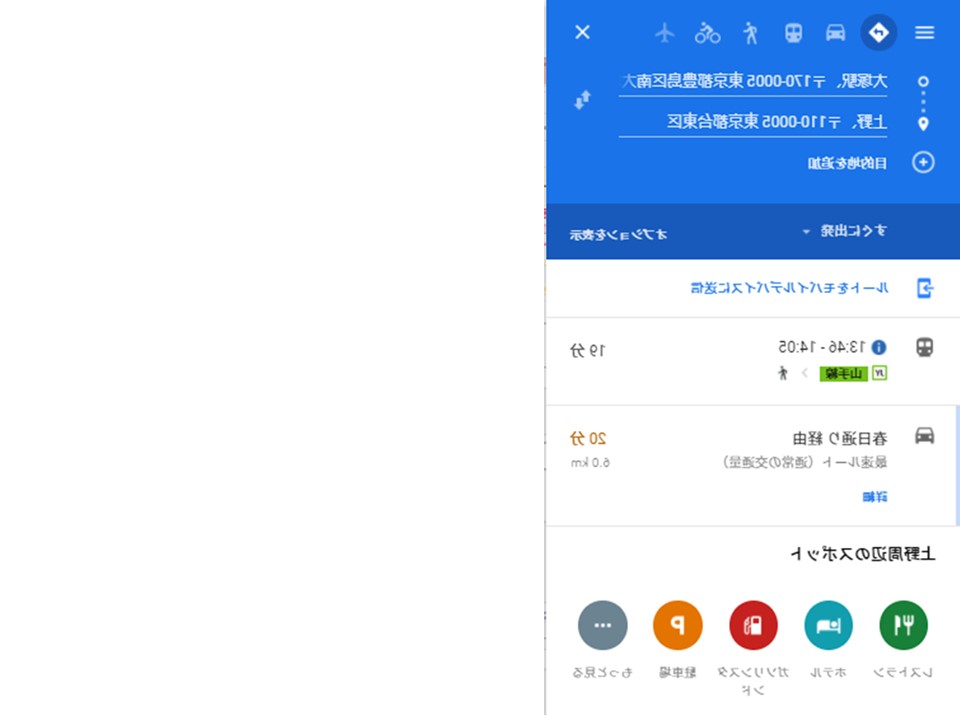 大塚駅、〒170-0005 東京都豊島区南大
上野、〒110-0005 東京都台東区
目的地を追加
すぐに出発 オプションを表示
ルートをモバイルデバイスに送信
13:46 - 14:05 19 分
JY 山手線
春日通り 経由 20 分
最速ルート（通常の交通量） 6.0 km
詳細
上野周辺のスポット
レストラン ホテル ガソリンスタ 駐車場 もっと見る
ンド
P